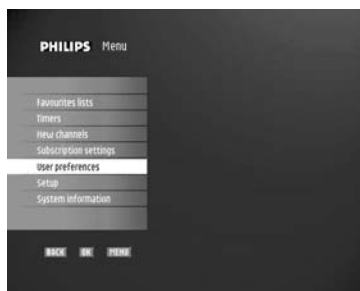 PHILIPS Menu
Favourites lists
Timers
New channels
Subscription settings
User preferences
Setup
System information
BACK OK MENU